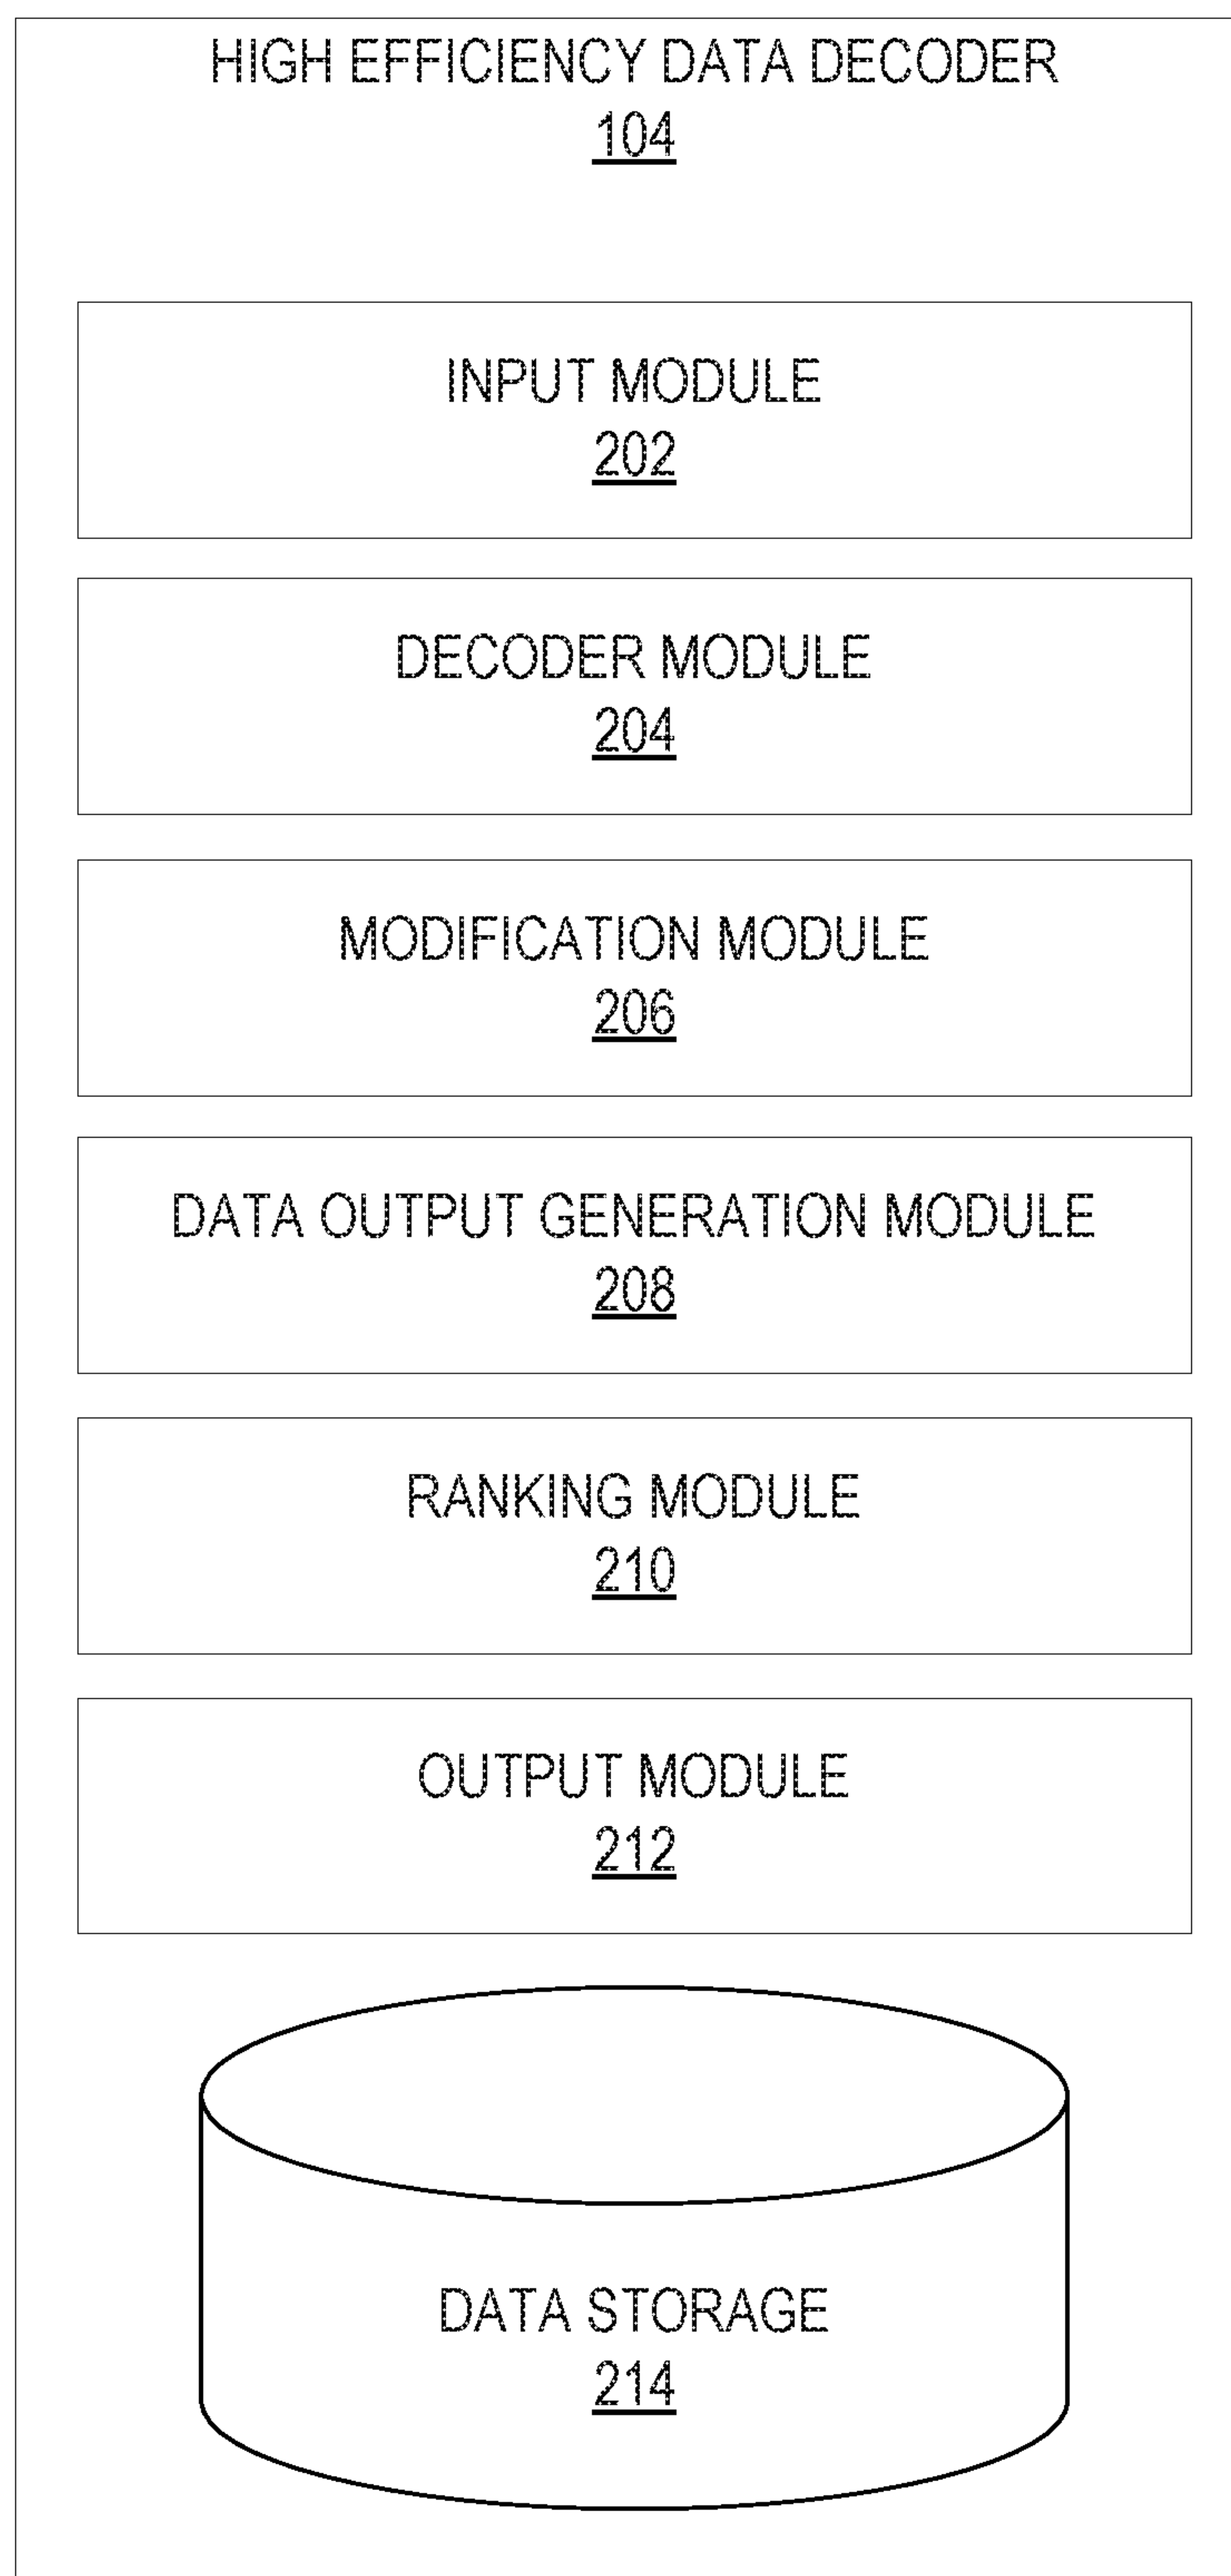 HIGH EFFICIENCY DATA DECODER
104
INPUT MODULE
202
DECODER MODULE
204
MODIFICATION MODULE
206
DATA OUTPUT GENERATION MODULE
208
RANKING MODULE
210
OUTPUT MODULE
212
DATA STORAGE
214